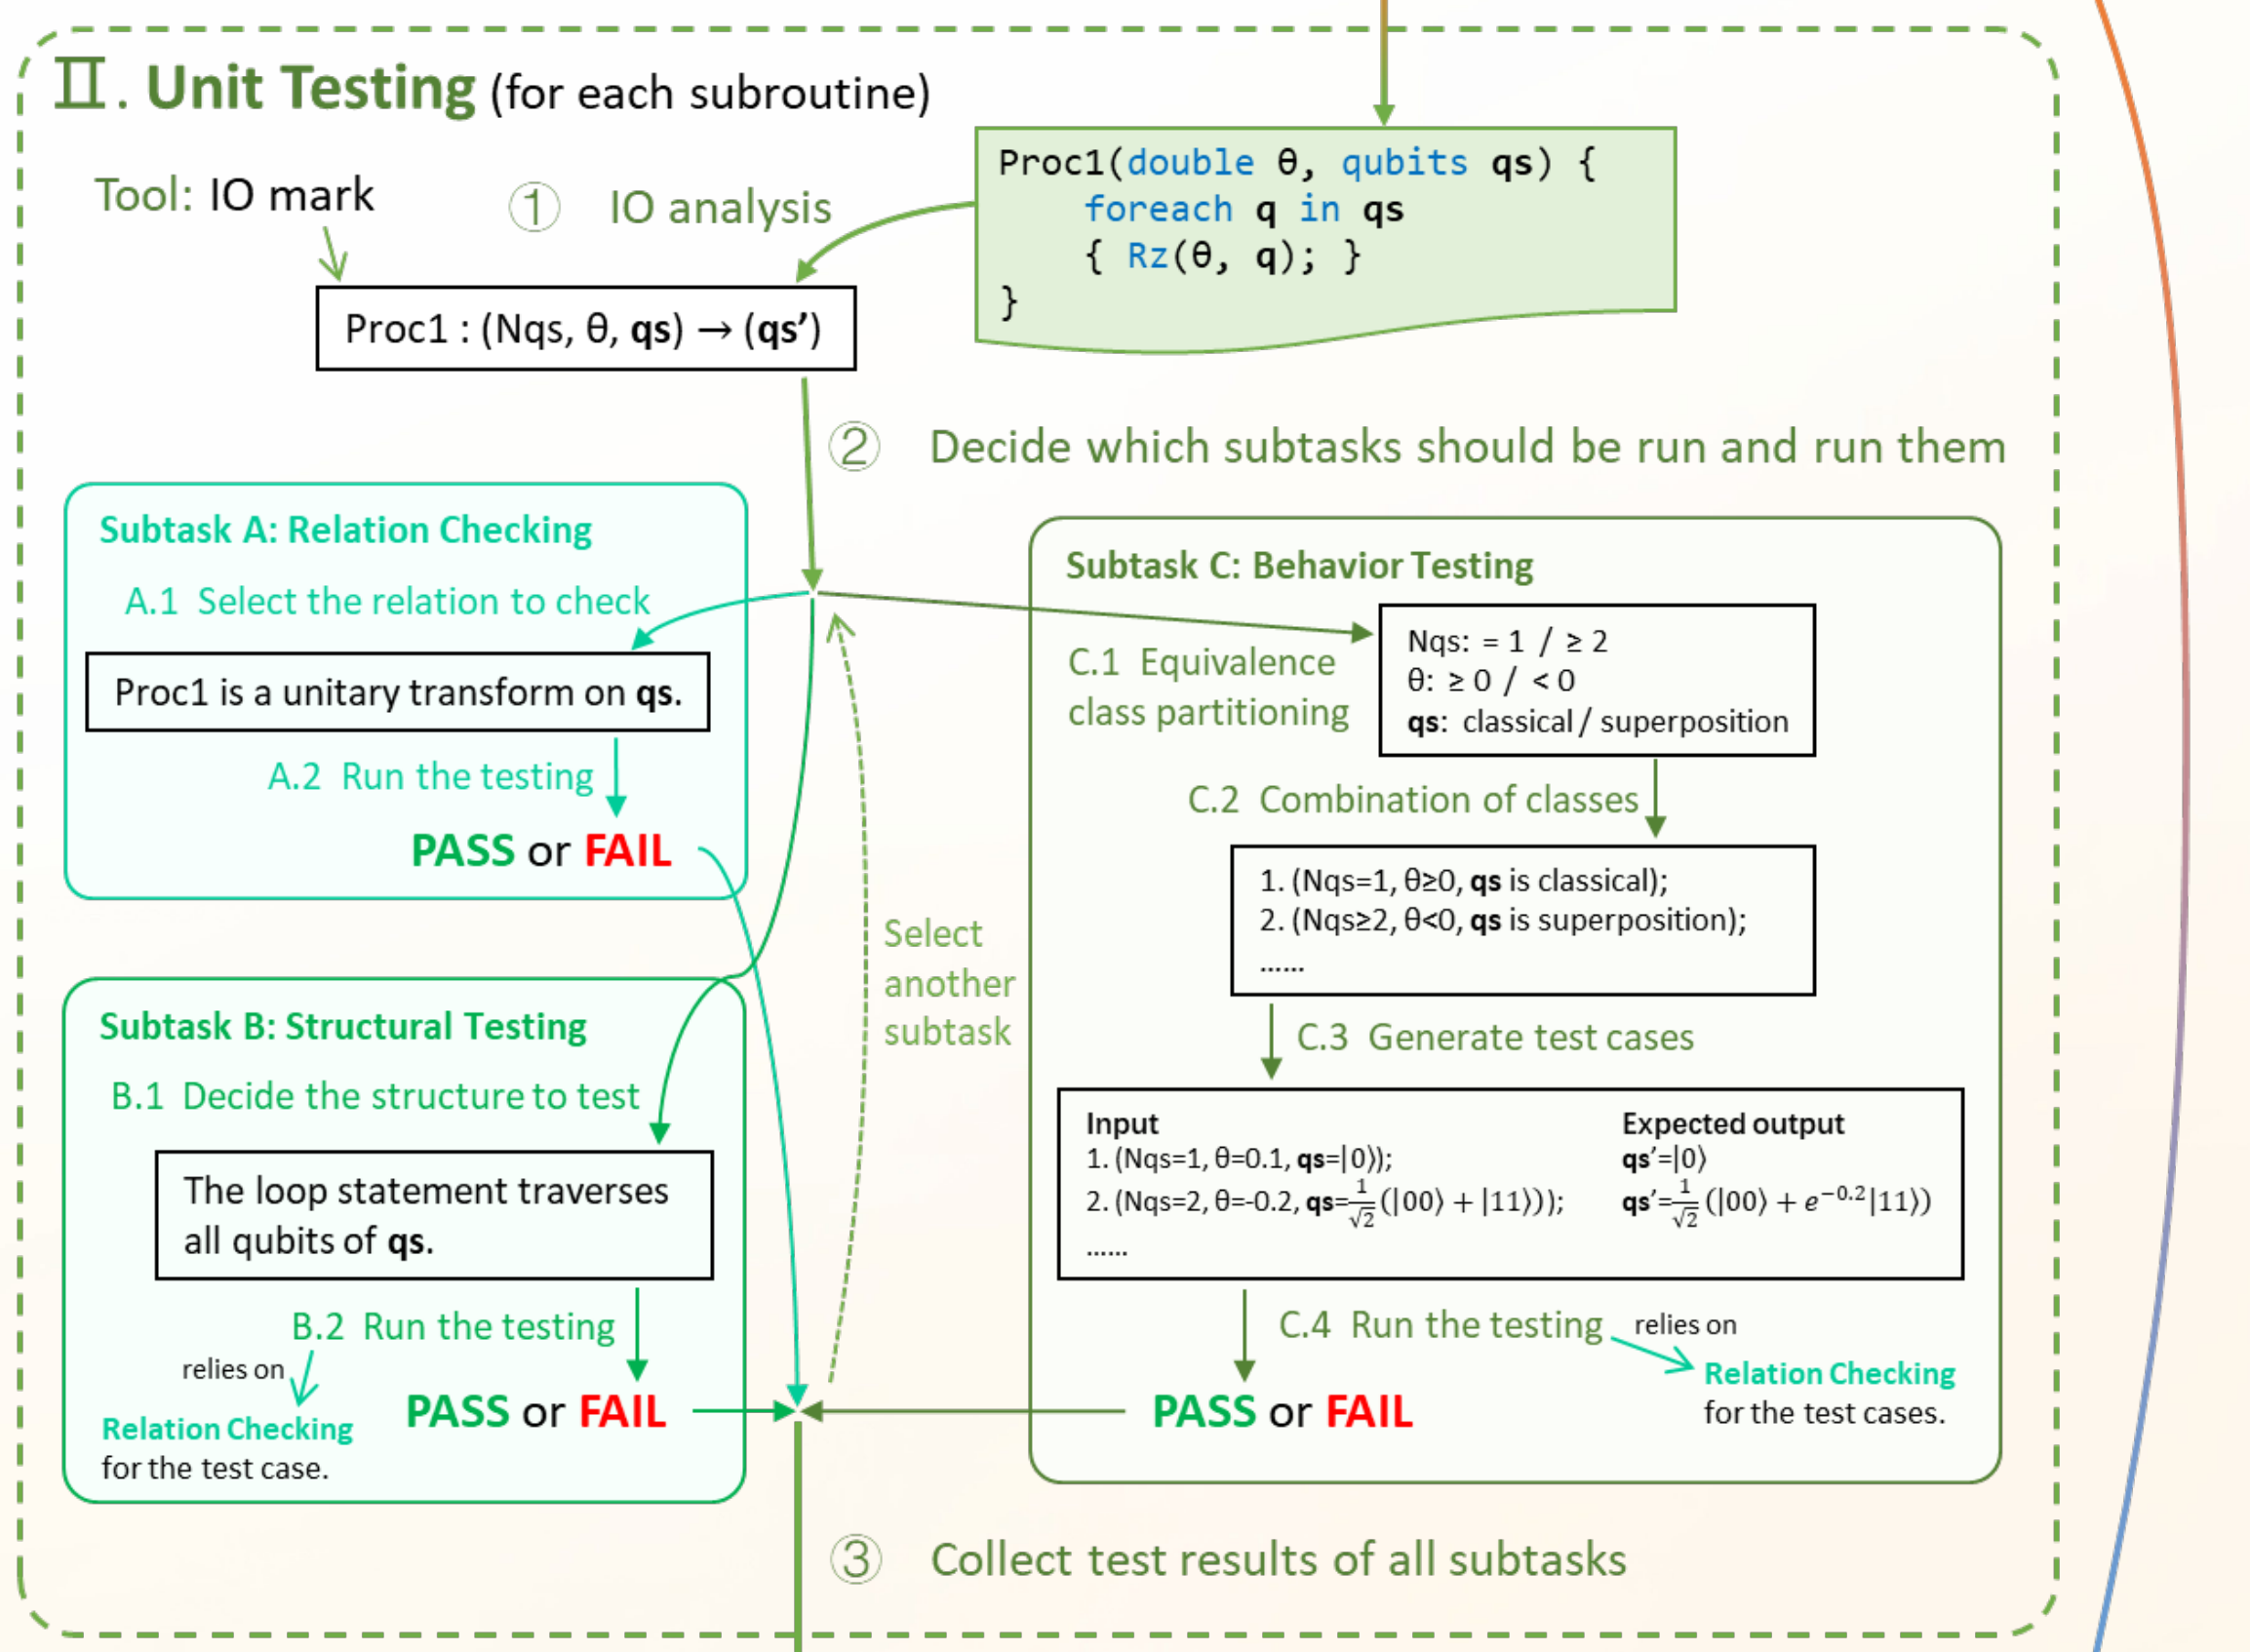 Ⅱ. Unit Testing (for each subroutine)
Tool: IO mark
① IO analysis
Proc1(double θ, qubits qs) {
foreach q in qs
{ Rz(θ, q); }
}
Proc1 : (Nqs, θ, qs) → (qs’)
② Decide which subtasks should be run and run them
Subtask A: Relation Checking
A.1 Select the relation to check
Proc1 is a unitary transform on qs.
A.2 Run the testing
PASS or FAIL
Subtask B: Structural Testing
B.1 Decide the structure to test
The loop statement traverses
all qubits of qs.
B.2 Run the testing
relies on
Relation Checking
for the test case.
PASS or FAIL
Select
another
subtask
Subtask C: Behavior Testing
C.1 Equivalence
class partitioning
Nqs: = 1 / ≥ 2
θ: ≥ 0 / < 0
qs: classical / superposition
C.2 Combination of classes
1. (Nqs=1, θ≥0, qs is classical);
2. (Nqs≥2, θ<0, qs is superposition);
......
C.3 Generate test cases
Input Expected output
1. (Nqs=1, θ=0.1, qs=|0⟩); qs’=|0⟩
2. (Nqs=2, θ=-0.2, qs=1/√2(|00⟩ + |11⟩)); qs’=1/√2(|00⟩ + e^−0.2|11⟩)
......
C.4 Run the testing
relies on
Relation Checking
for the test cases.
PASS or FAIL
③ Collect test results of all subtasks